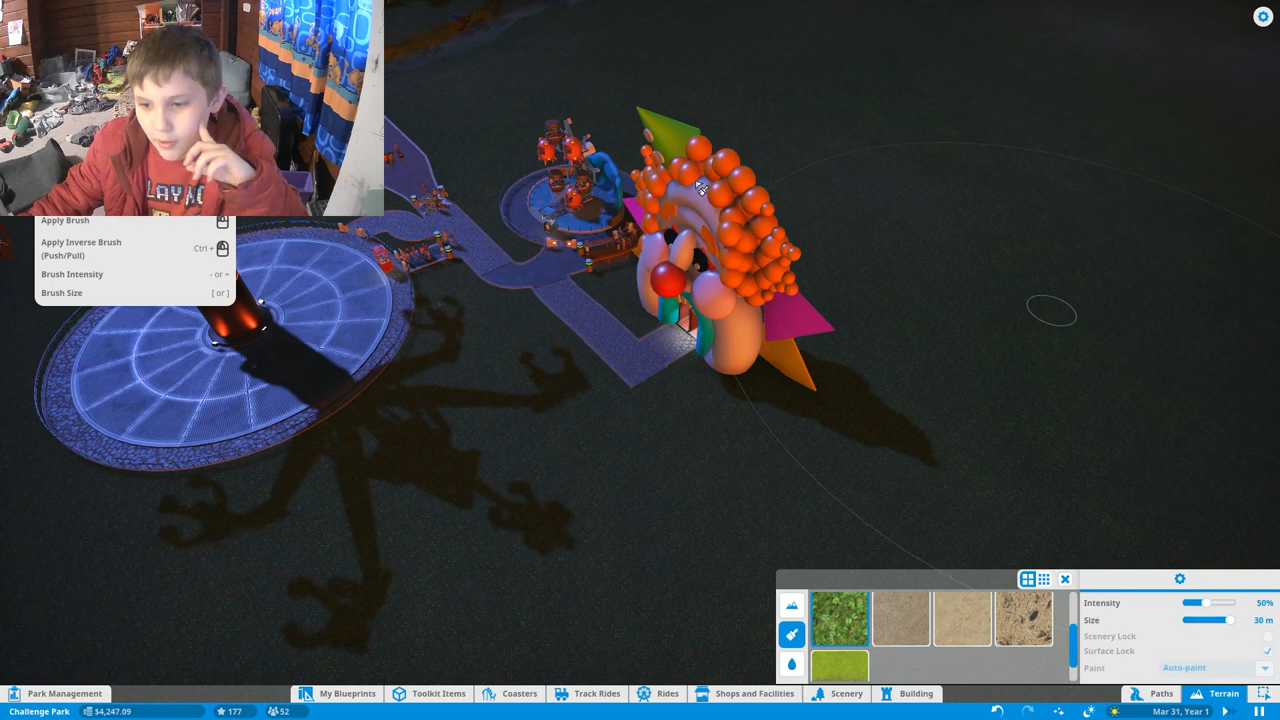 Apply Brush
Apply Inverse Brush
(Push/Pull)
Ctrl +
Brush Intensity
- or =
Brush Size
[ or ]
Intensity
50%
Size
30 m
Scenery Lock
Surface Lock
Paint
Auto-paint
Park Management
My Blueprints
Toolkit Items
Coasters
Track Rides
Rides
Shops and Facilities
Scenery
Building
Paths
Terrain
Challenge Park
$4,247.09
177
52
Mar 31, Year 1